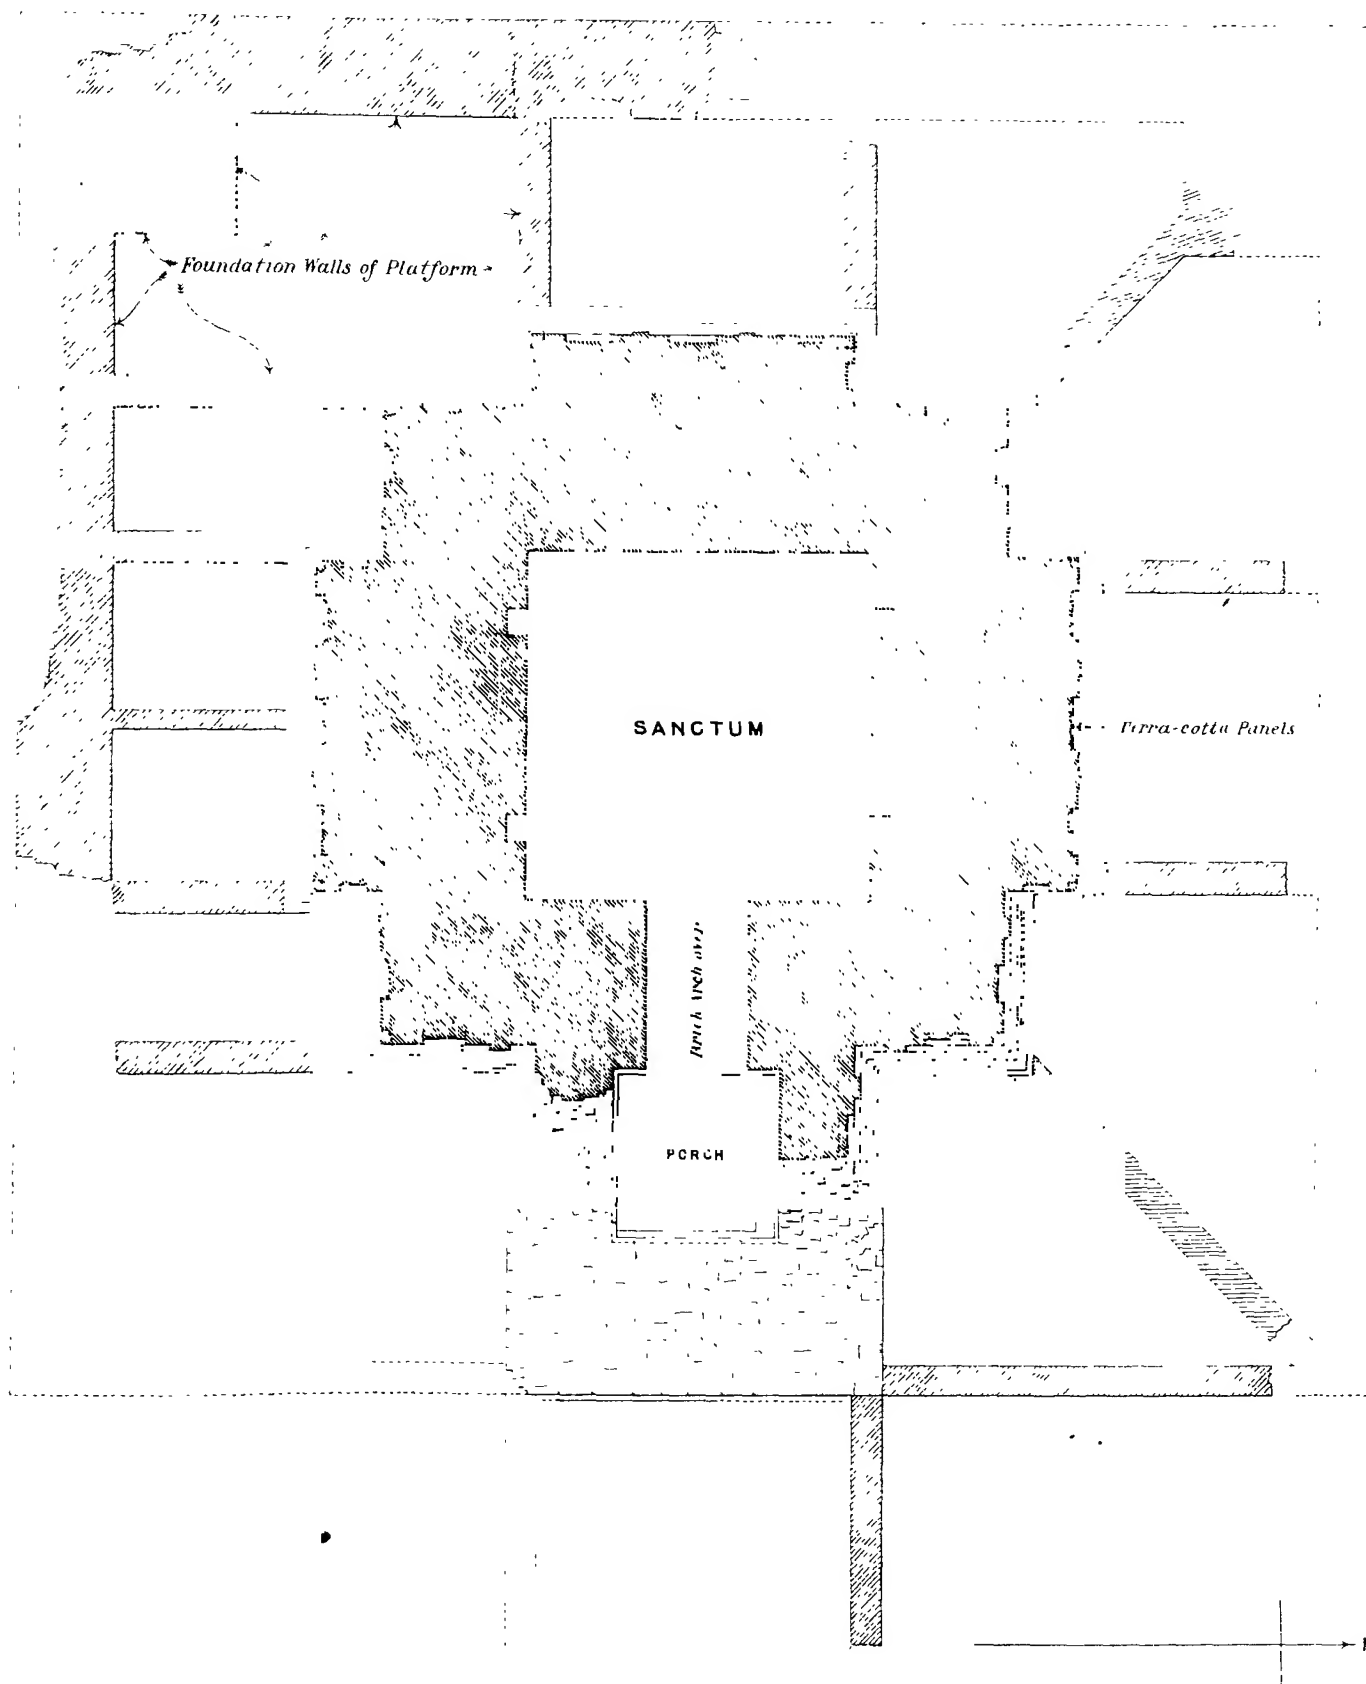 Foundation Walls of Platform
SANCTUM
Terra-cotta Panels
Brick Arch over
PORCH